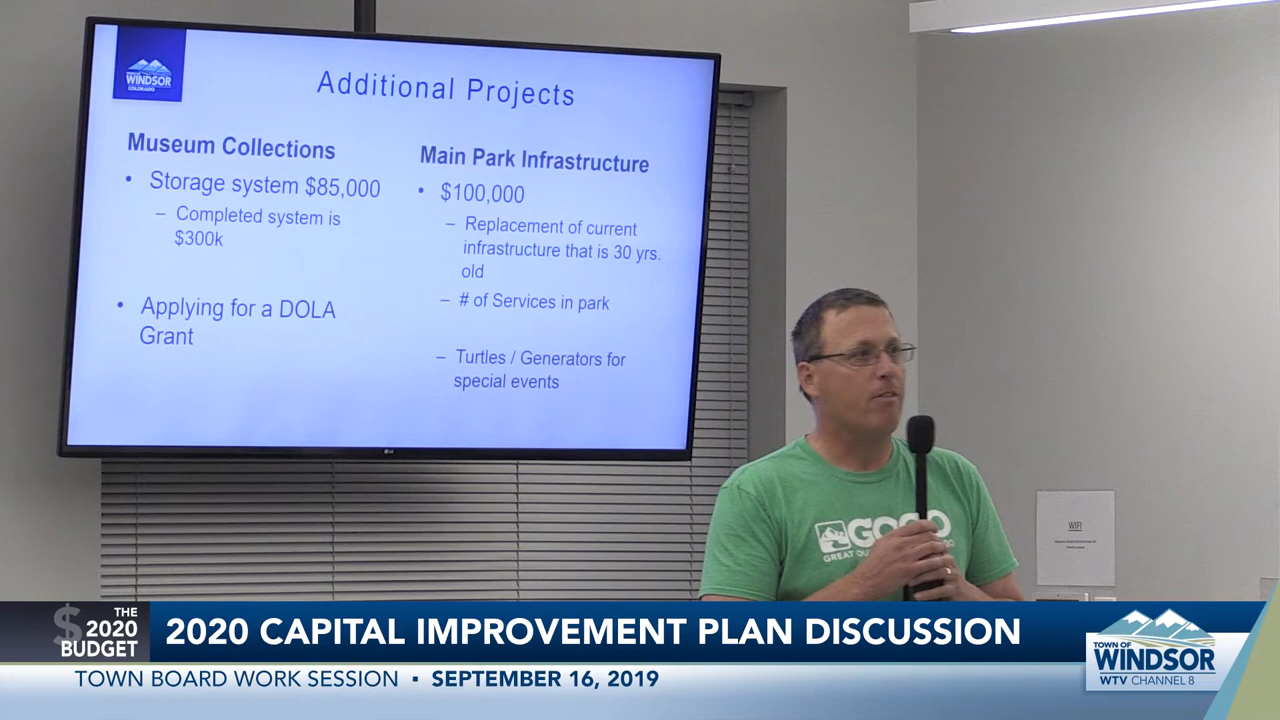 TOWN OF
WINDSOR
COLORADO
Additional Projects
Museum Collections
• Storage system $85,000
– Completed system is
$300k
• Applying for a DOLA
Grant
Main Park Infrastructure
• $100,000
– Replacement of current
infrastructure that is 30 yrs.
old
– # of Services in park
– Turtles / Generators for
special events
LG
GOCO
GREAT
WIFI
$ THE
2020
BUDGET
2020 CAPITAL IMPROVEMENT PLAN DISCUSSION
TOWN BOARD WORK SESSION ▪ SEPTEMBER 16, 2019
TOWN OF
WINDSOR
WTV CHANNEL 8